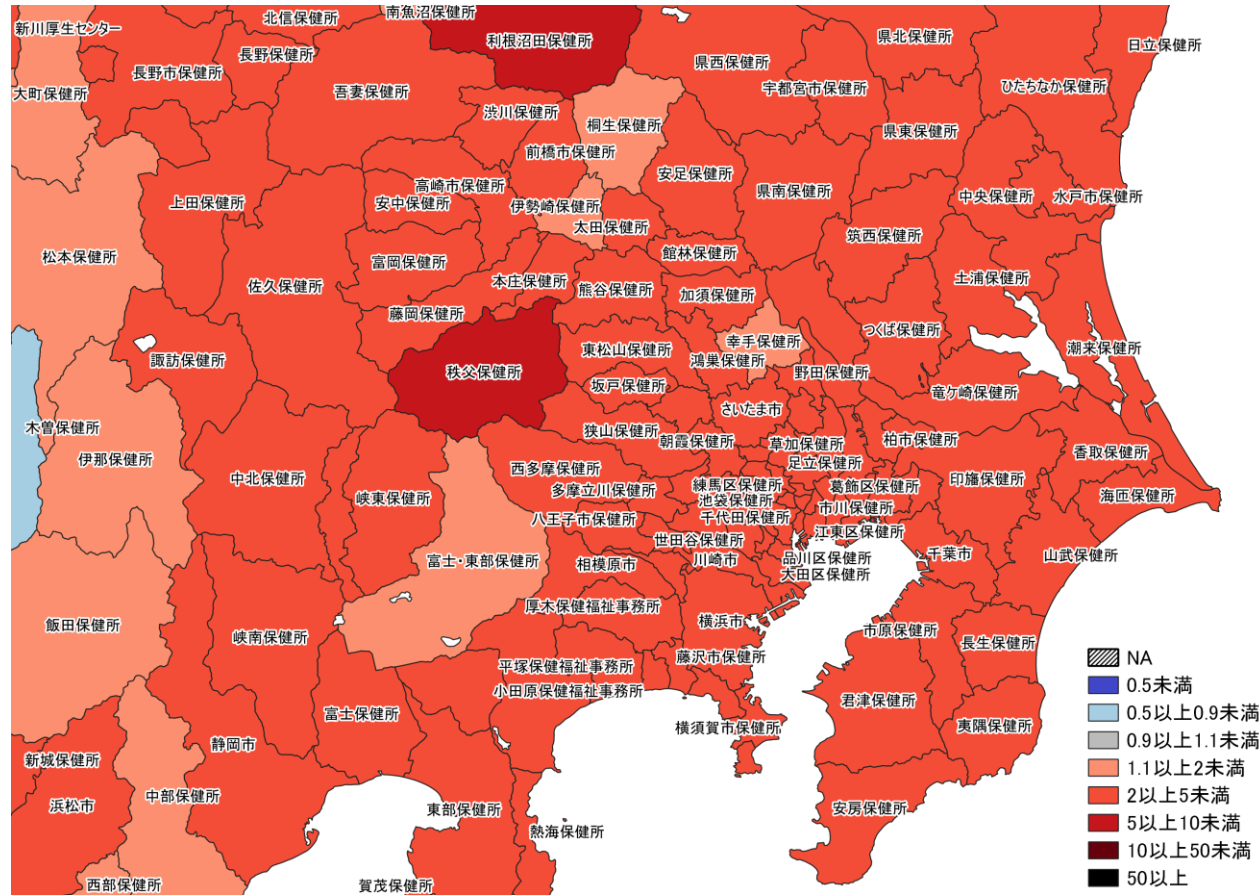 北信保健所
南魚沼保健所
新川厚生センター
利根沼田保健所
県北保健所
日立保健所
長野保健所
長野市保健所
県西保健所
宇都宮市保健所
ひたちなか保健所
大町保健所
吾妻保健所
渋川保健所
桐生保健所
県東保健所
前橋市保健所
安足保健所
高崎市保健所
県南保健所
中央保健所
水戸市保健所
上田保健所
安中保健所
伊勢崎保健所
太田保健所
筑西保健所
松本保健所
富岡保健所
館林保健所
佐久保健所
本庄保健所
熊谷保健所
加須保健所
土浦保健所
藤岡保健所
つくば保健所
幸手保健所
潮来保健所
諏訪保健所
東松山保健所
鴻巣保健所
秩父保健所
野田保健所
坂戸保健所
竜ケ崎保健所
さいたま市
木曽保健所
狭山保健所
朝霞保健所
草加保健所
柏市保健所
伊那保健所
香取保健所
西多摩保健所
足立保健所
中北保健所
峡東保健所
印旛保健所
多摩立川保健所
練馬区保健所
葛飾区保健所
海匝保健所
池袋保健所
市川保健所
八王子市保健所
千代田保健所
江東区保健所
世田谷保健所
富士・東部保健所
相模原市
川崎市
品川区保健所
千葉市
山武保健所
大田区保健所
厚木保健福祉事務所
飯田保健所
横浜市
市原保健所
峡南保健所
長生保健所
藤沢市保健所
平塚保健福祉事務所
小田原保健福祉事務所
君津保健所
富士保健所
横須賀市保健所
夷隅保健所
静岡市
新城保健所
中部保健所
浜松市
東部保健所
安房保健所
熱海保健所
西部保健所
賀茂保健所
NA
0.5未満
0.5以上0.9未満
0.9以上1.1未満
1.1以上2未満
2以上5未満
5以上10未満
10以上50未満
50以上